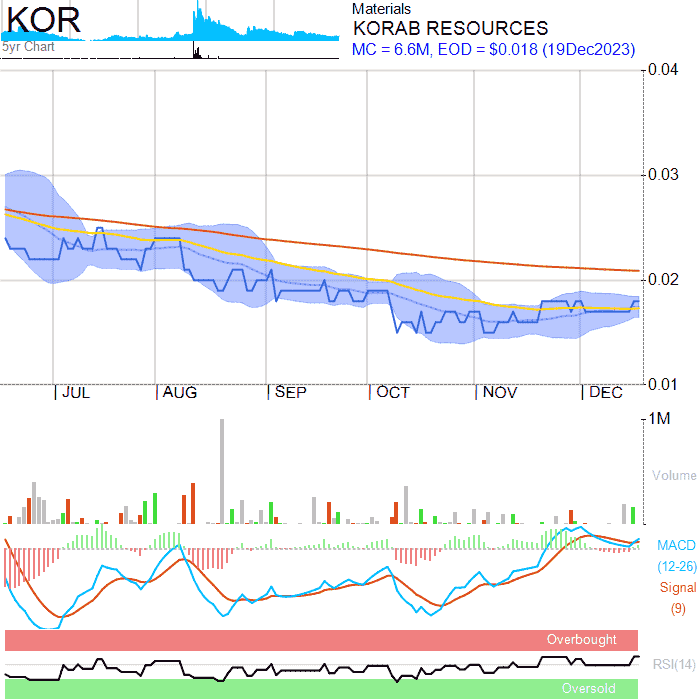 KOR
5yr Chart
Materials
KORAB RESOURCES
MC = 6.6M, EOD = $0.018 (19Dec2023)
0.04
0.03
0.02
0.01
JUL AUG SEP OCT NOV DEC
1M
Volume
MACD
(12-26)
Signal
(9)
Overbought
RSI(14)
Oversold